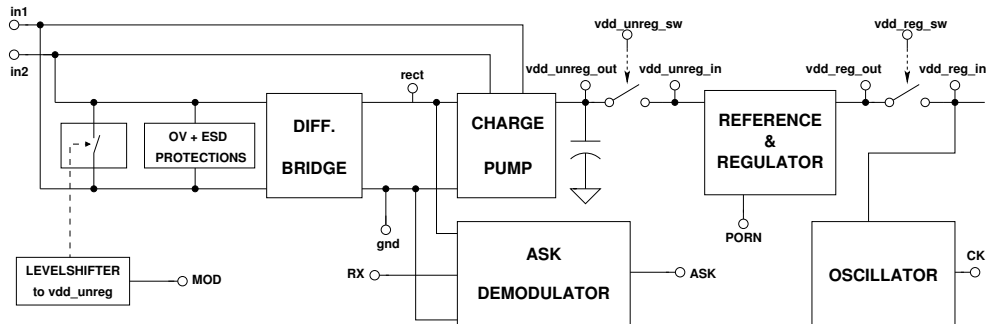 in1
in2
vdd_unreg_sw
vdd_reg_sw
rect
vdd_unreg_out
vdd_unreg_in
vdd_reg_out
vdd_reg_in
OV + ESD
PROTECTIONS
DIFF.
BRIDGE
CHARGE
PUMP
REFERENCE
&
REGULATOR
gnd
PORN
LEVELSHIFTER
to vdd_unreg
MOD
RX
ASK
DEMODULATOR
ASK
OSCILLATOR
CK